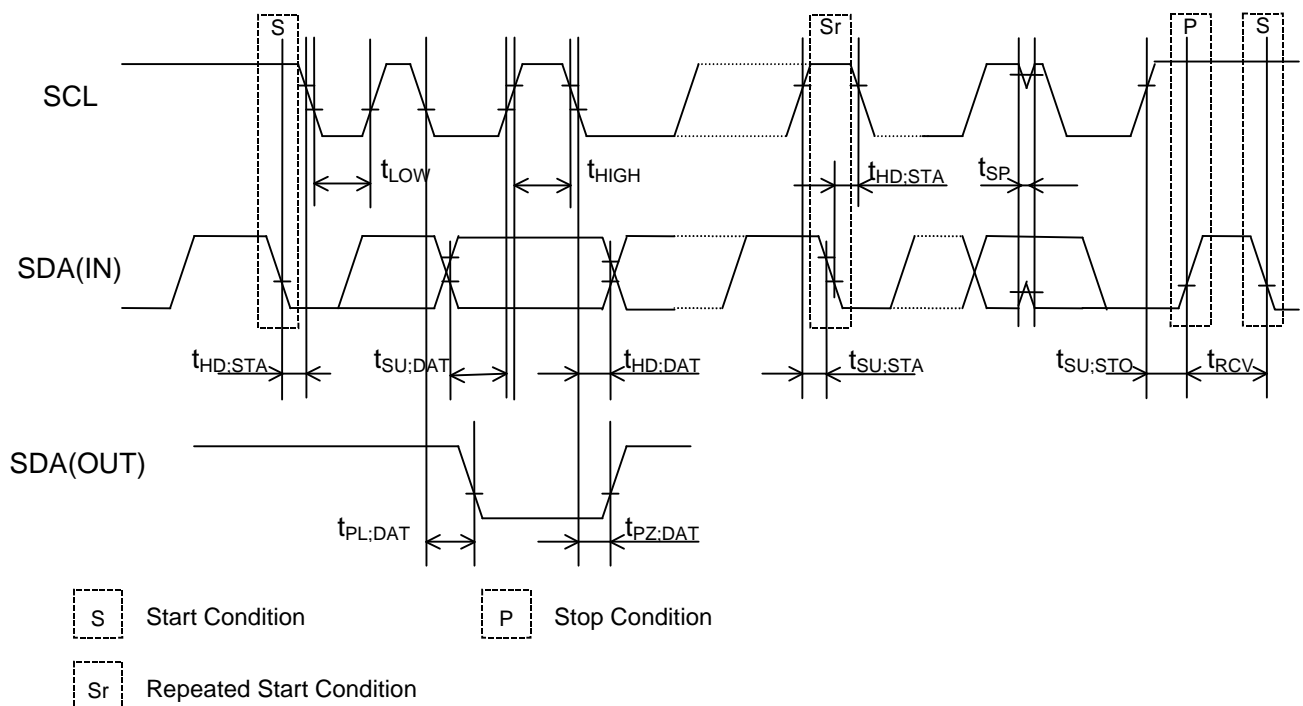 S
Sr
P
S
SCL
tLOW
tHIGH
tHD;STA
tSP
SDA(IN)
tHD;STA
tSU;DAT
tHD;DAT
tSU;STA
tSU;STO
tRCV
SDA(OUT)
tPL;DAT
tPZ;DAT
S Start Condition
P Stop Condition
Sr Repeated Start Condition